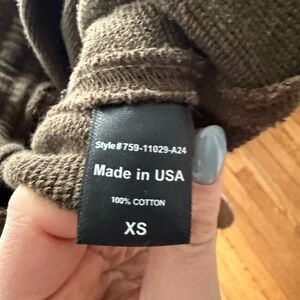 Style#759-11029-A24
Made in USA
100% COTTON
XS